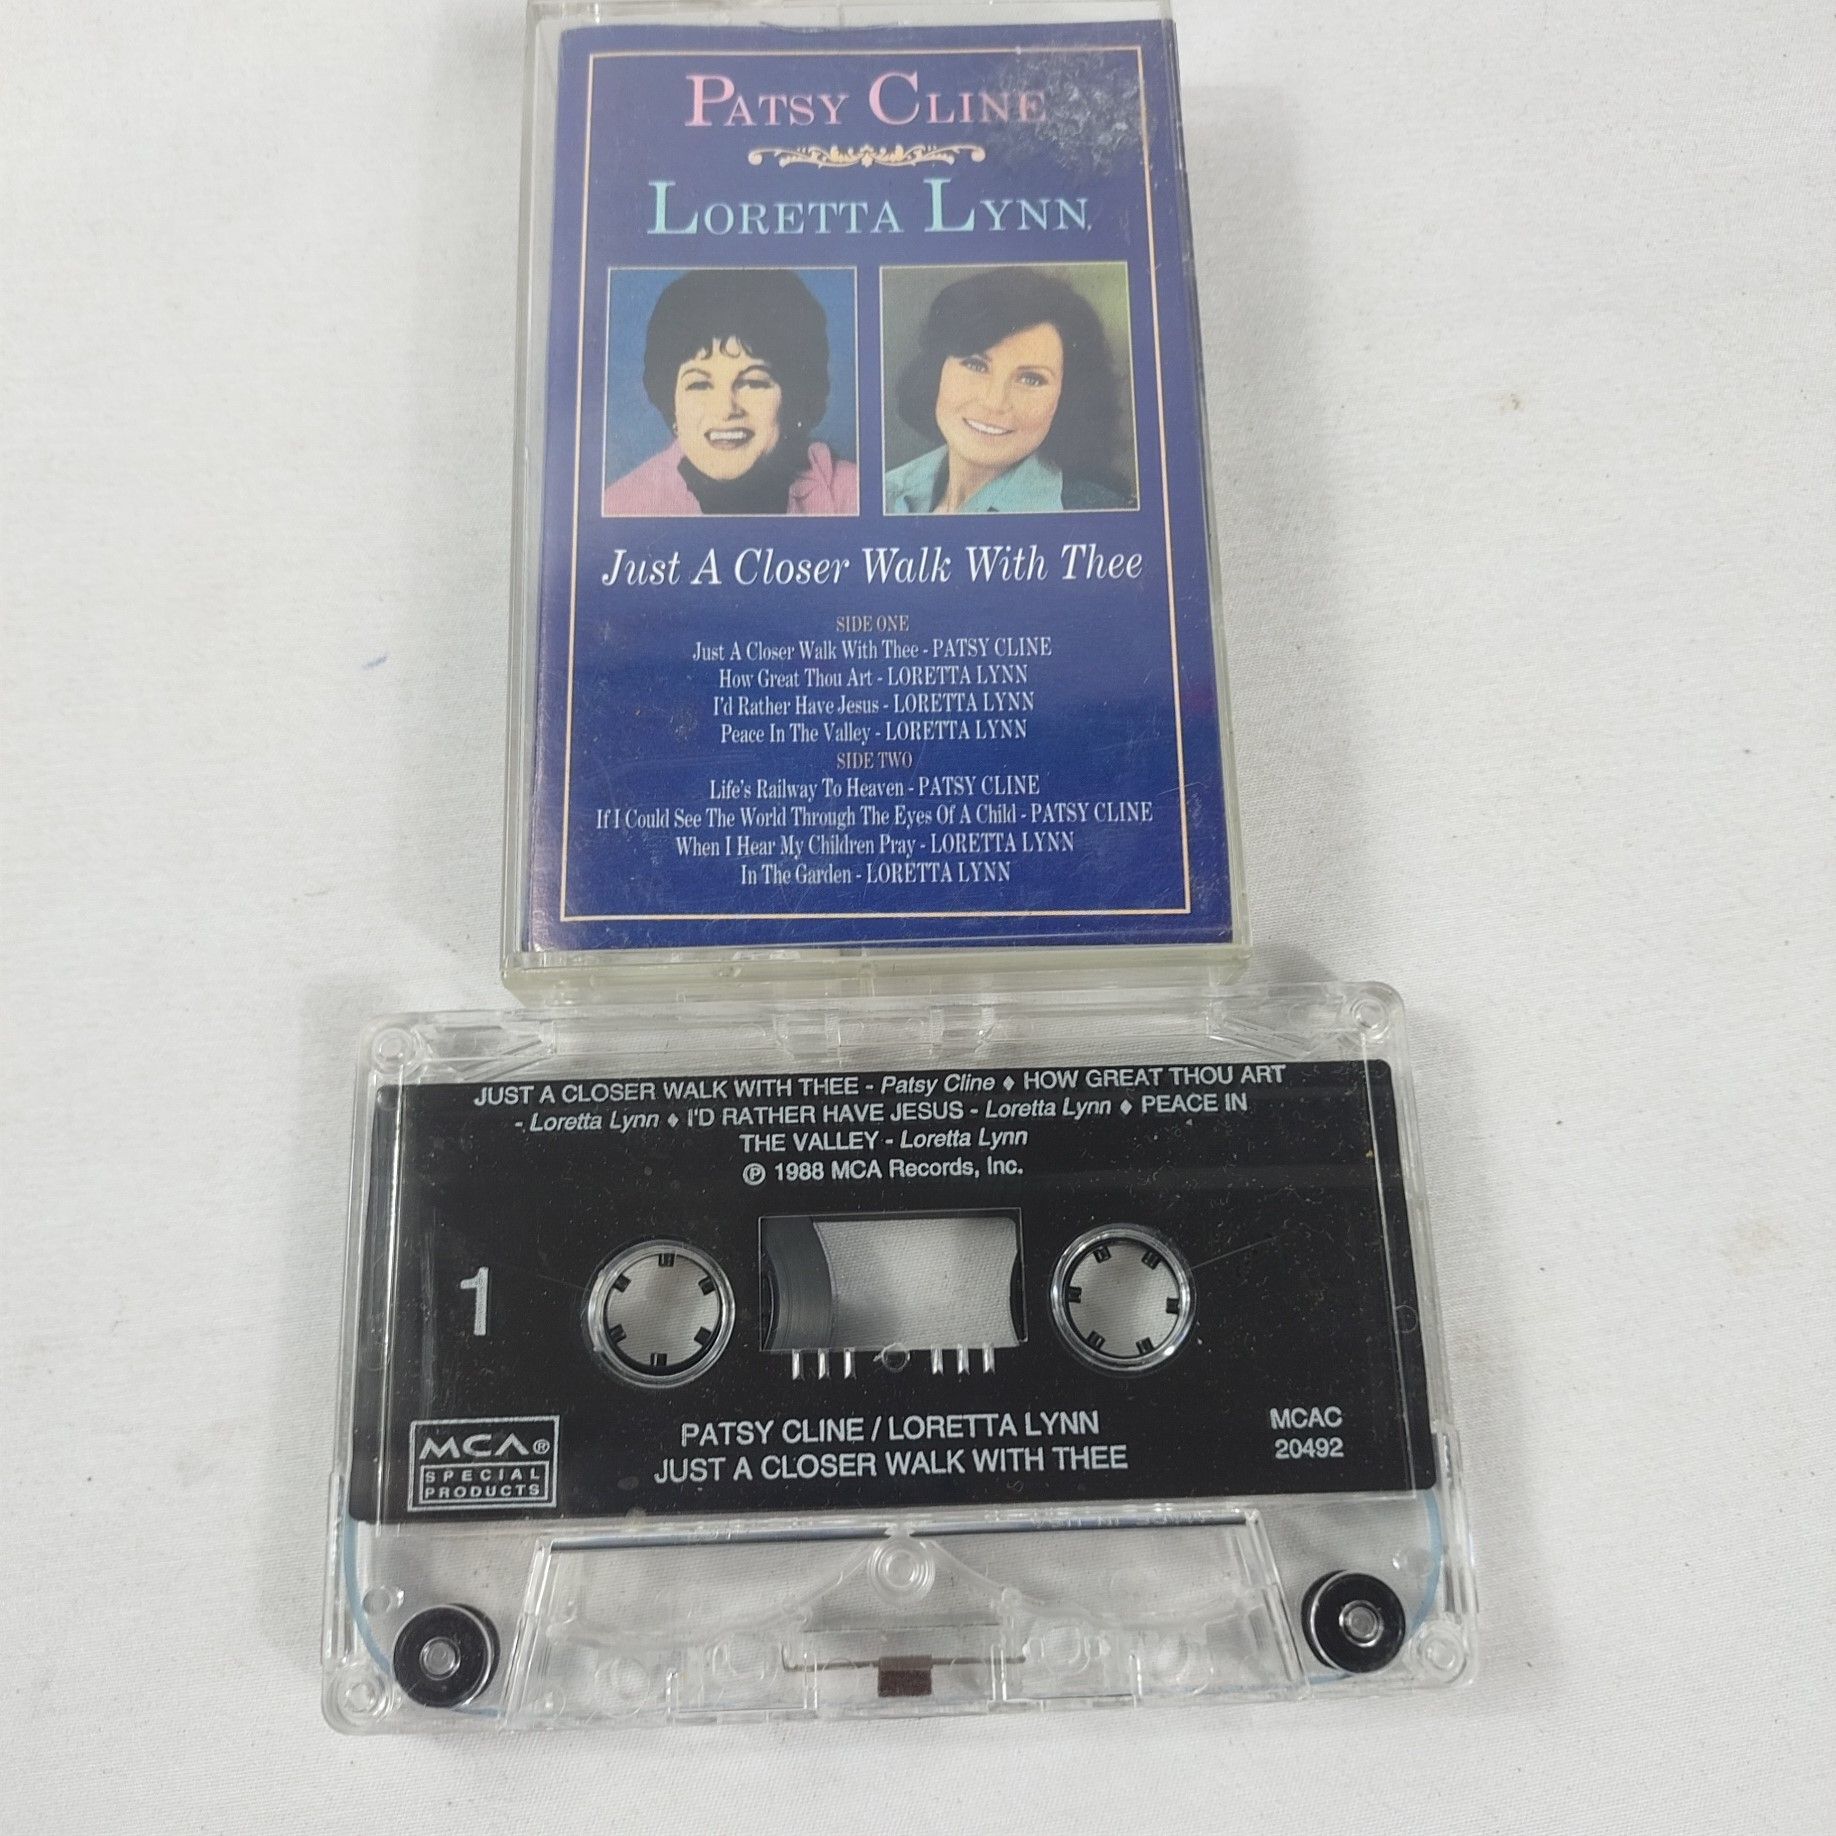 PATSY CLINE
LORETTA LYNN
Just A Closer Walk With Thee
SIDE ONE
Just A Closer Walk With Thee - PATSY CLINE
How Great Thou Art - LORETTA LYNN
I'd Rather Have Jesus - LORETTA LYNN
Peace In The Valley - LORETTA LYNN
SIDE TWO
Life's Railway To Heaven - PATSY CLINE
If I Could See The World Through The Eyes Of A Child - PATSY CLINE
When I Hear My Children Pray - LORETTA LYNN
In The Garden - LORETTA LYNN
JUST A CLOSER WALK WITH THEE - Patsy Cline ♦ HOW GREAT THOU ART
- Loretta Lynn ♦ I'D RATHER HAVE JESUS - Loretta Lynn ♦ PEACE IN
THE VALLEY - Loretta Lynn
℗ 1988 MCA Records, Inc.
1
MCA®
SPECIAL
PRODUCTS
PATSY CLINE / LORETTA LYNN
JUST A CLOSER WALK WITH THEE
MCAC
20492